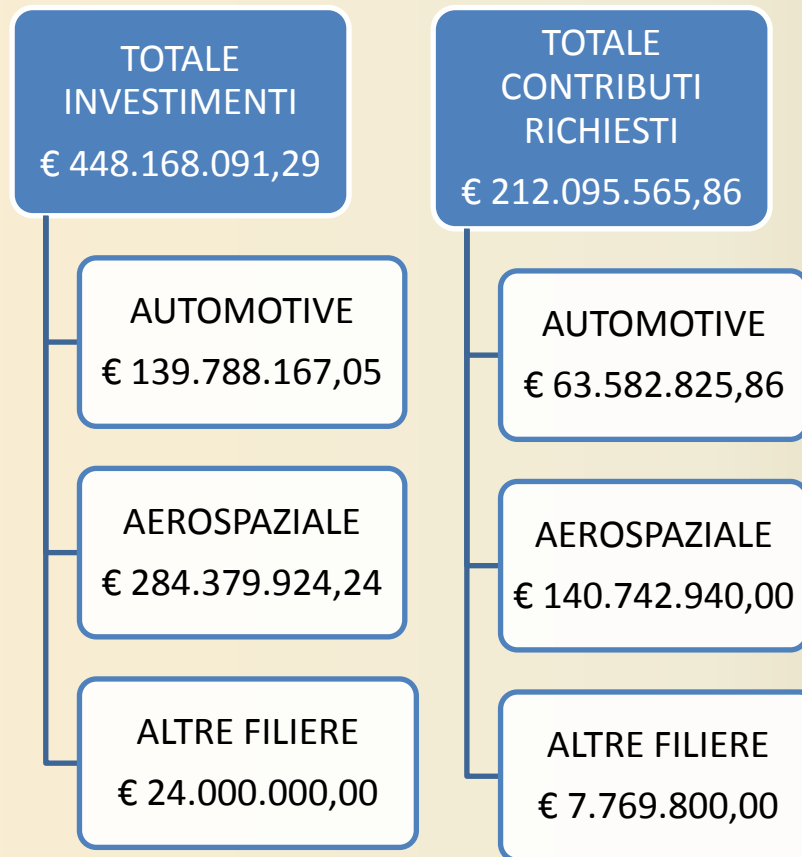 TOTALE
INVESTIMENTI
€ 448.168.091,29
AUTOMOTIVE
€ 139.788.167,05
AEROSPAZIALE
€ 284.379.924,24
ALTRE FILIERE
€ 24.000.000,00
TOTALE
CONTRIBUTI
RICHIESTI
€ 212.095.565,86
AUTOMOTIVE
€ 63.582.825,86
AEROSPAZIALE
€ 140.742.940,00
ALTRE FILIERE
€ 7.769.800,00